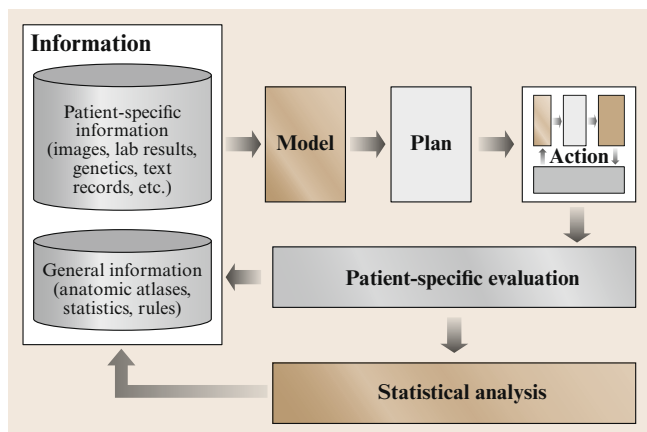 Information
Patient-specific
information
(images, lab results,
genetics, text
records, etc.)
General information
(anatomic atlases,
statistics, rules)
Model
Plan
Action
Patient-specific evaluation
Statistical analysis